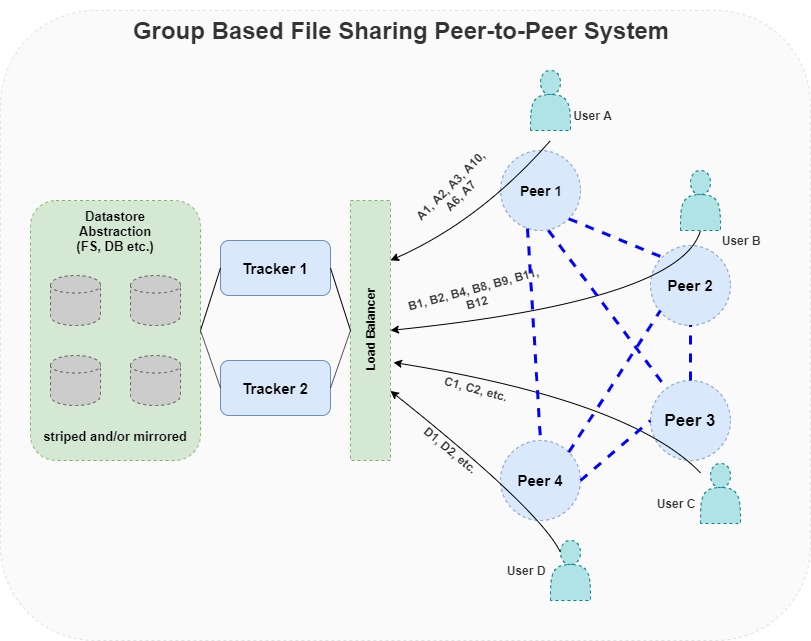 Group Based File Sharing Peer-to-Peer System
User A
A1, A2, A3, A10,
A6, A7
Peer 1
Datastore
Abstraction
(FS, DB etc.)
User B
Tracker 1
Peer 2
B1, B2, B4, B8, B9, B11,
B12
Load Balancer
Tracker 2
C1, C2, etc.
Peer 3
striped and/or mirrored
D1, D2, etc.
Peer 4
User C
User D